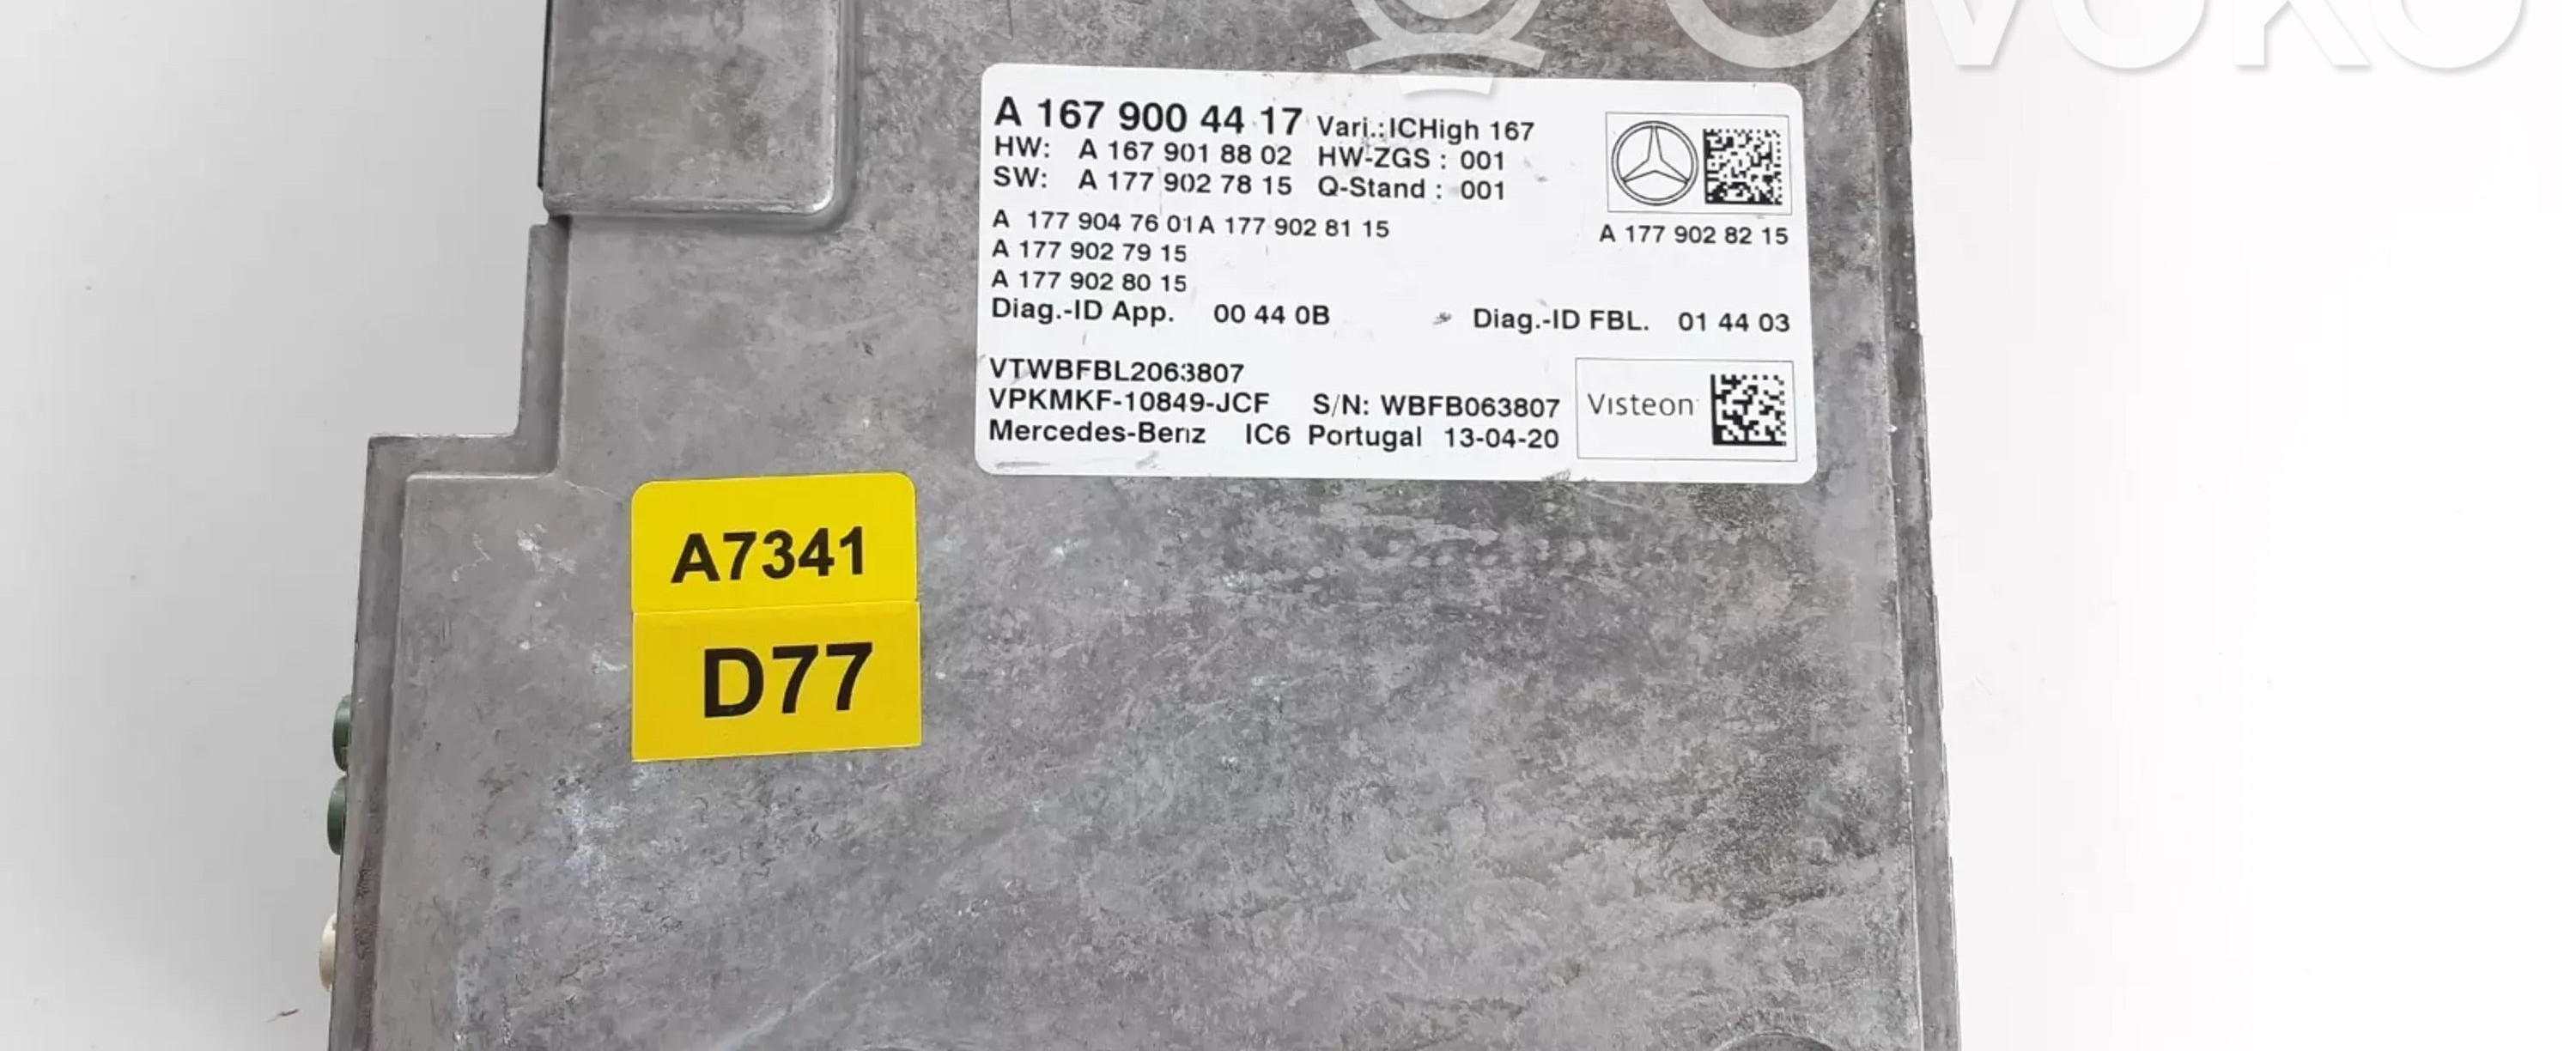 OVOKO
A 167 900 44 17 Vari.:ICHigh 167
HW: A 167 901 88 02 HW-ZGS : 001
SW: A 177 902 78 15 Q-Stand : 001
A 177 904 76 01 A 177 902 81 15
A 177 902 82 15
A 177 902 79 15
A 177 902 80 15
Diag.-ID App. 00 44 0B Diag.-ID FBL. 01 44 03
VTWBFBL2063807
VPKMKF-10849-JCF S/N: WBFB063807
Visteon
Mercedes-Benz IC6 Portugal 13-04-20
A7341
D77